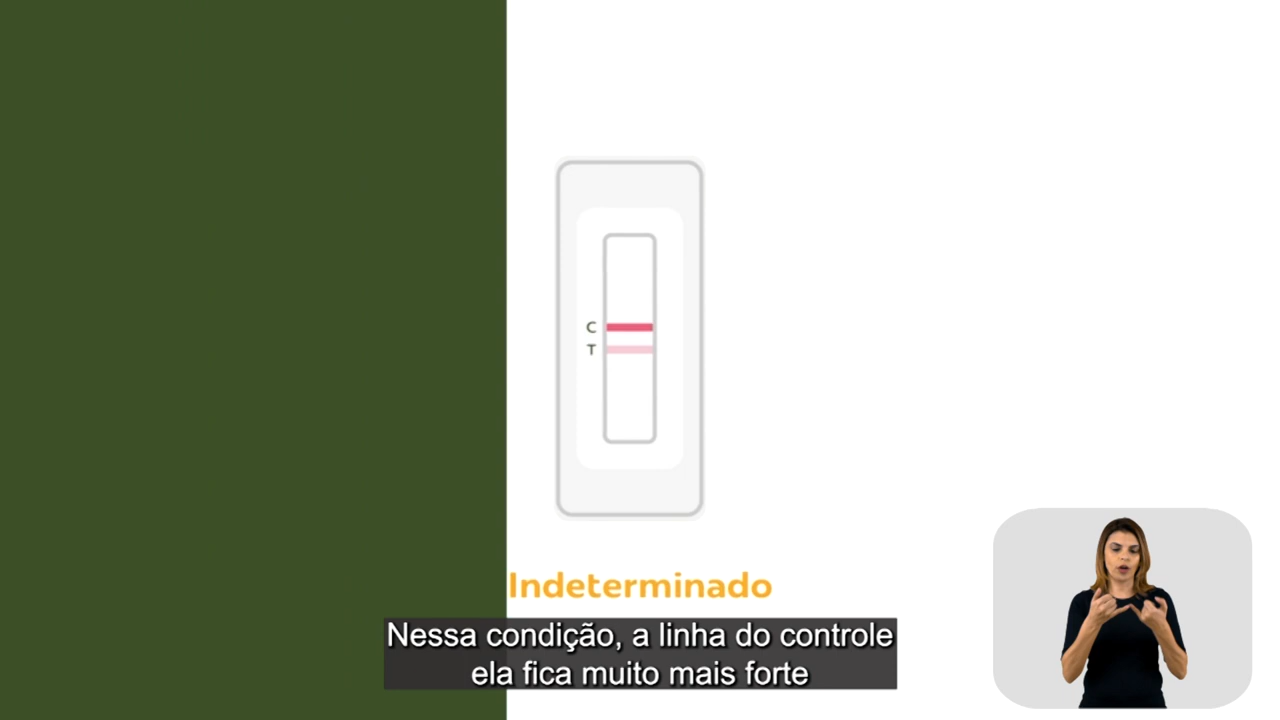 C
T
Indeterminado
Nessa condição, a linha do controle
ela fica muito mais forte